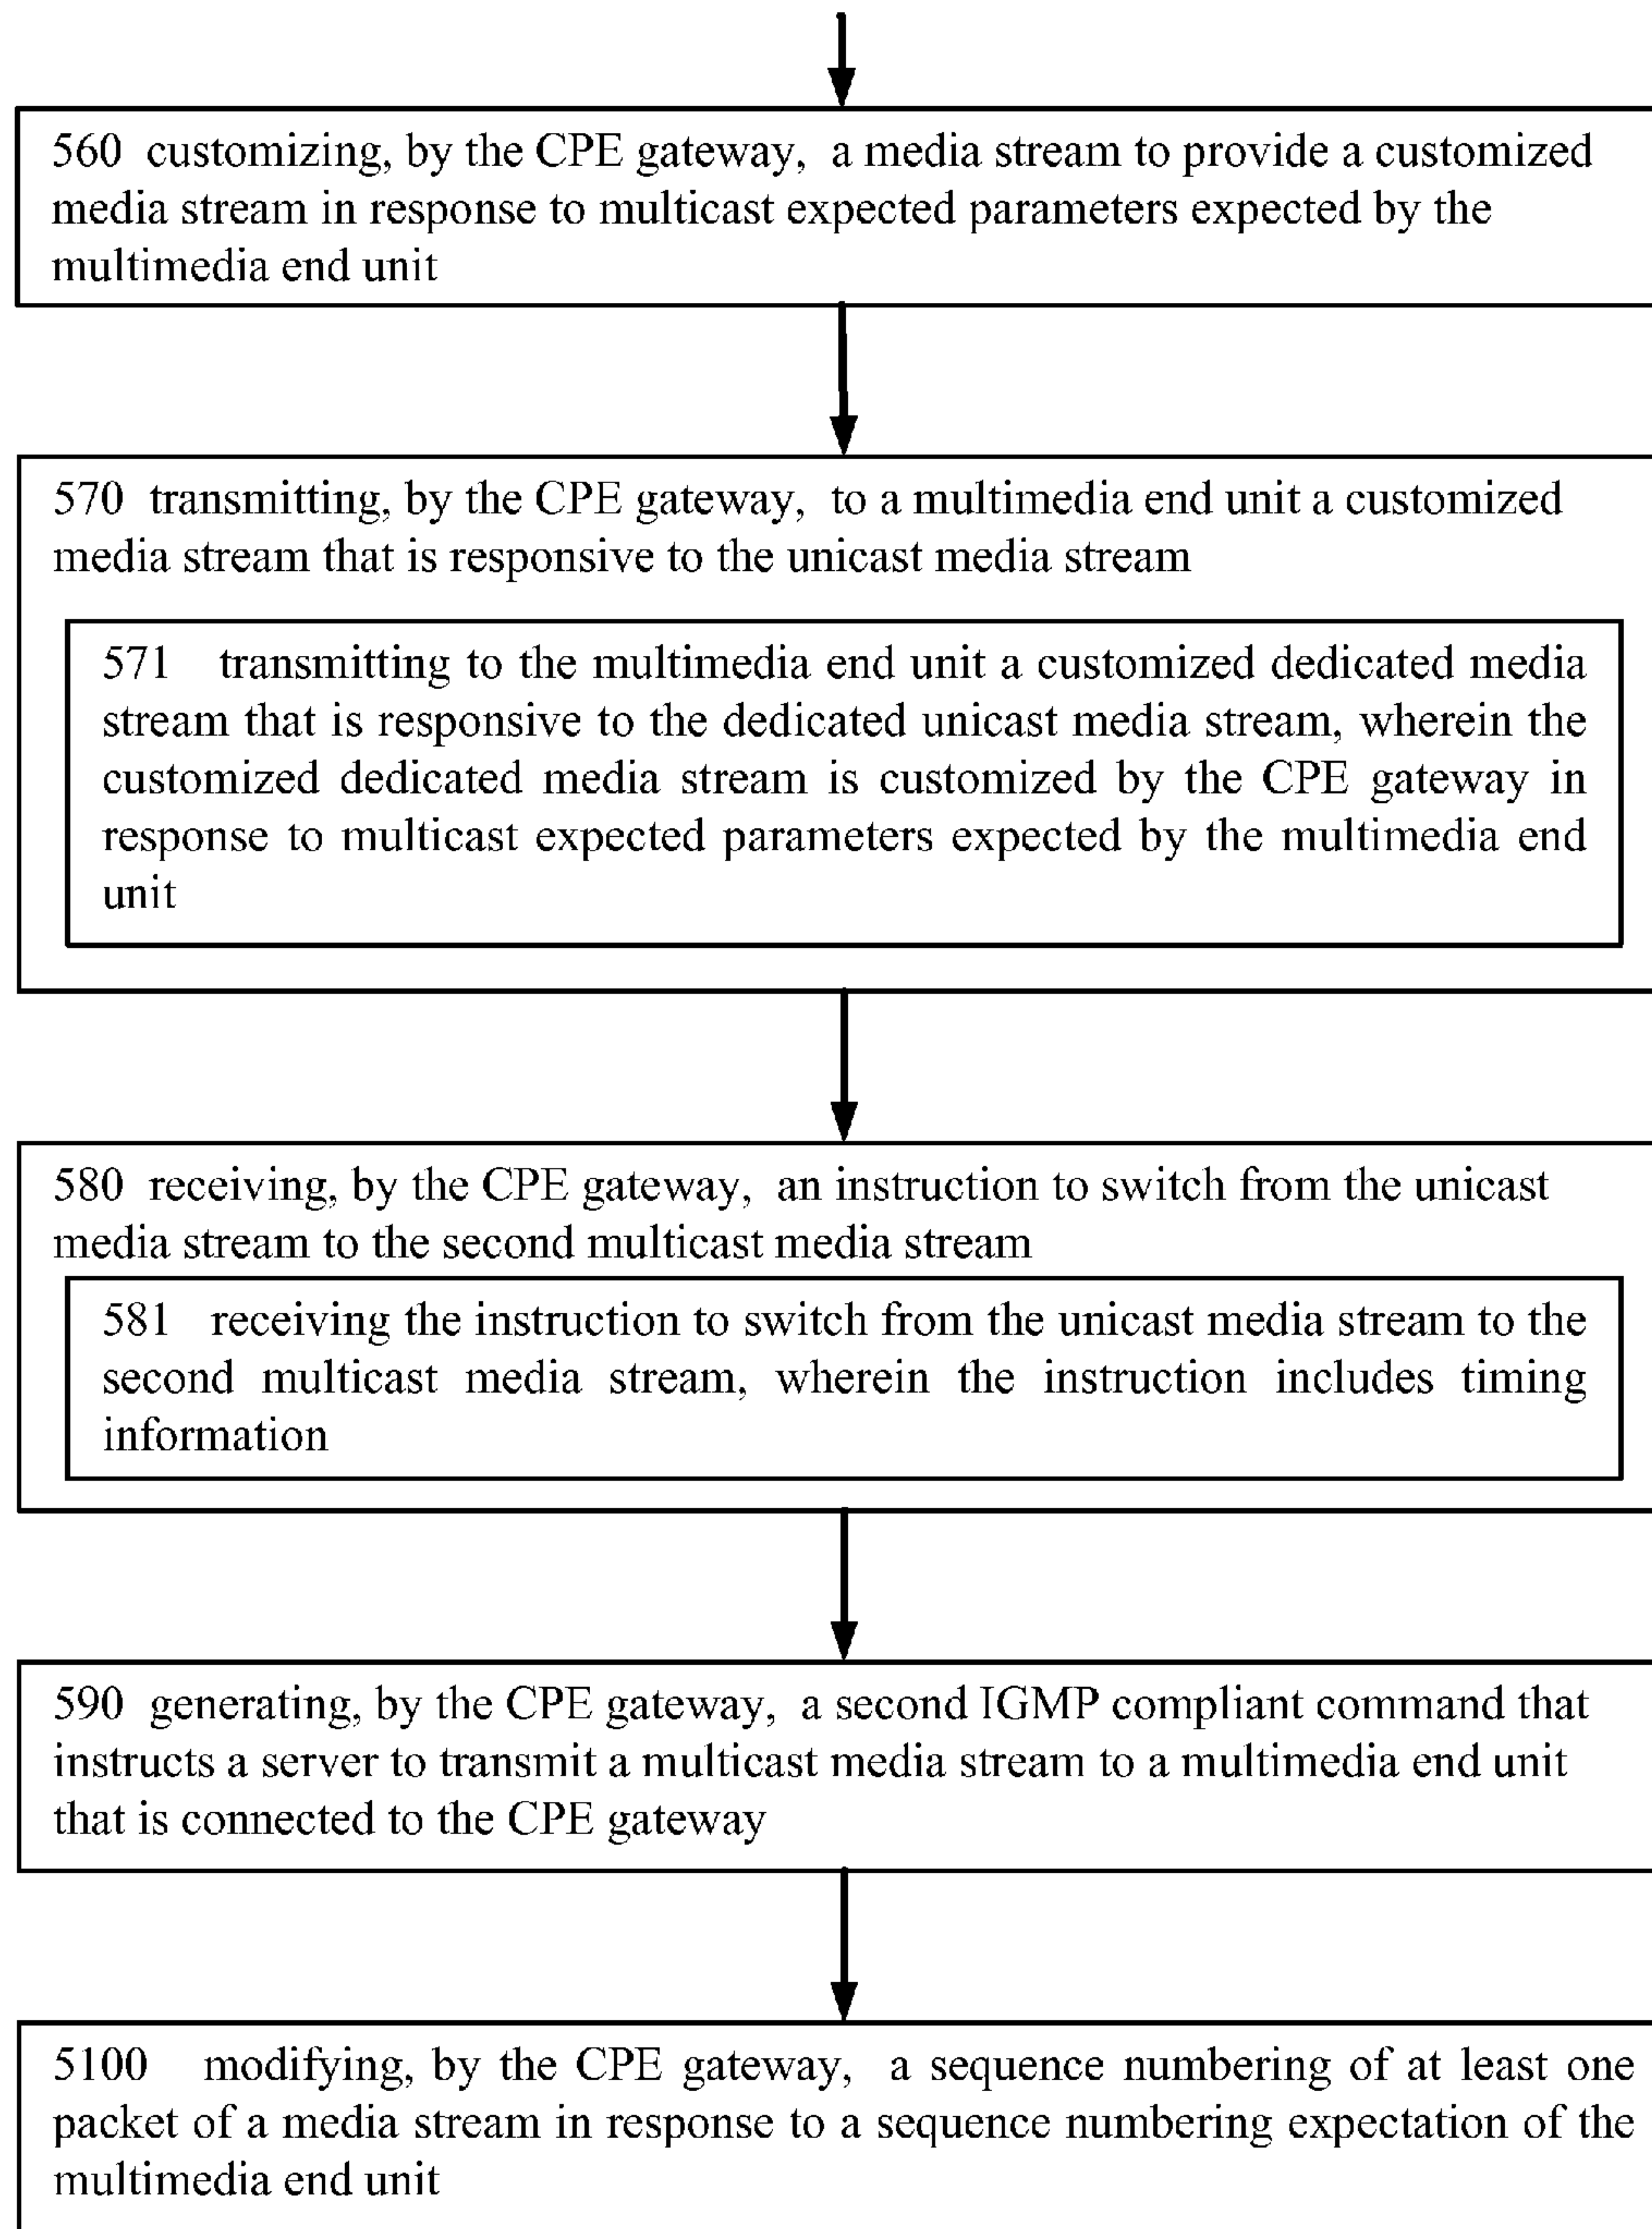 560 customizing, by the CPE gateway, a media stream to provide a customized
media stream in response to multicast expected parameters expected by the
multimedia end unit
570 transmitting, by the CPE gateway, to a multimedia end unit a customized
media stream that is responsive to the unicast media stream
571 transmitting to the multimedia end unit a customized dedicated media
stream that is responsive to the dedicated unicast media stream, wherein the
customized dedicated media stream is customized by the CPE gateway in
response to multicast expected parameters expected by the multimedia end
unit
580 receiving, by the CPE gateway, an instruction to switch from the unicast
media stream to the second multicast media stream
581 receiving the instruction to switch from the unicast media stream to the
second multicast media stream, wherein the instruction includes timing
information
590 generating, by the CPE gateway, a second IGMP compliant command that
instructs a server to transmit a multicast media stream to a multimedia end unit
that is connected to the CPE gateway
5100 modifying, by the CPE gateway, a sequence numbering of at least one
packet of a media stream in response to a sequence numbering expectation of the
multimedia end unit